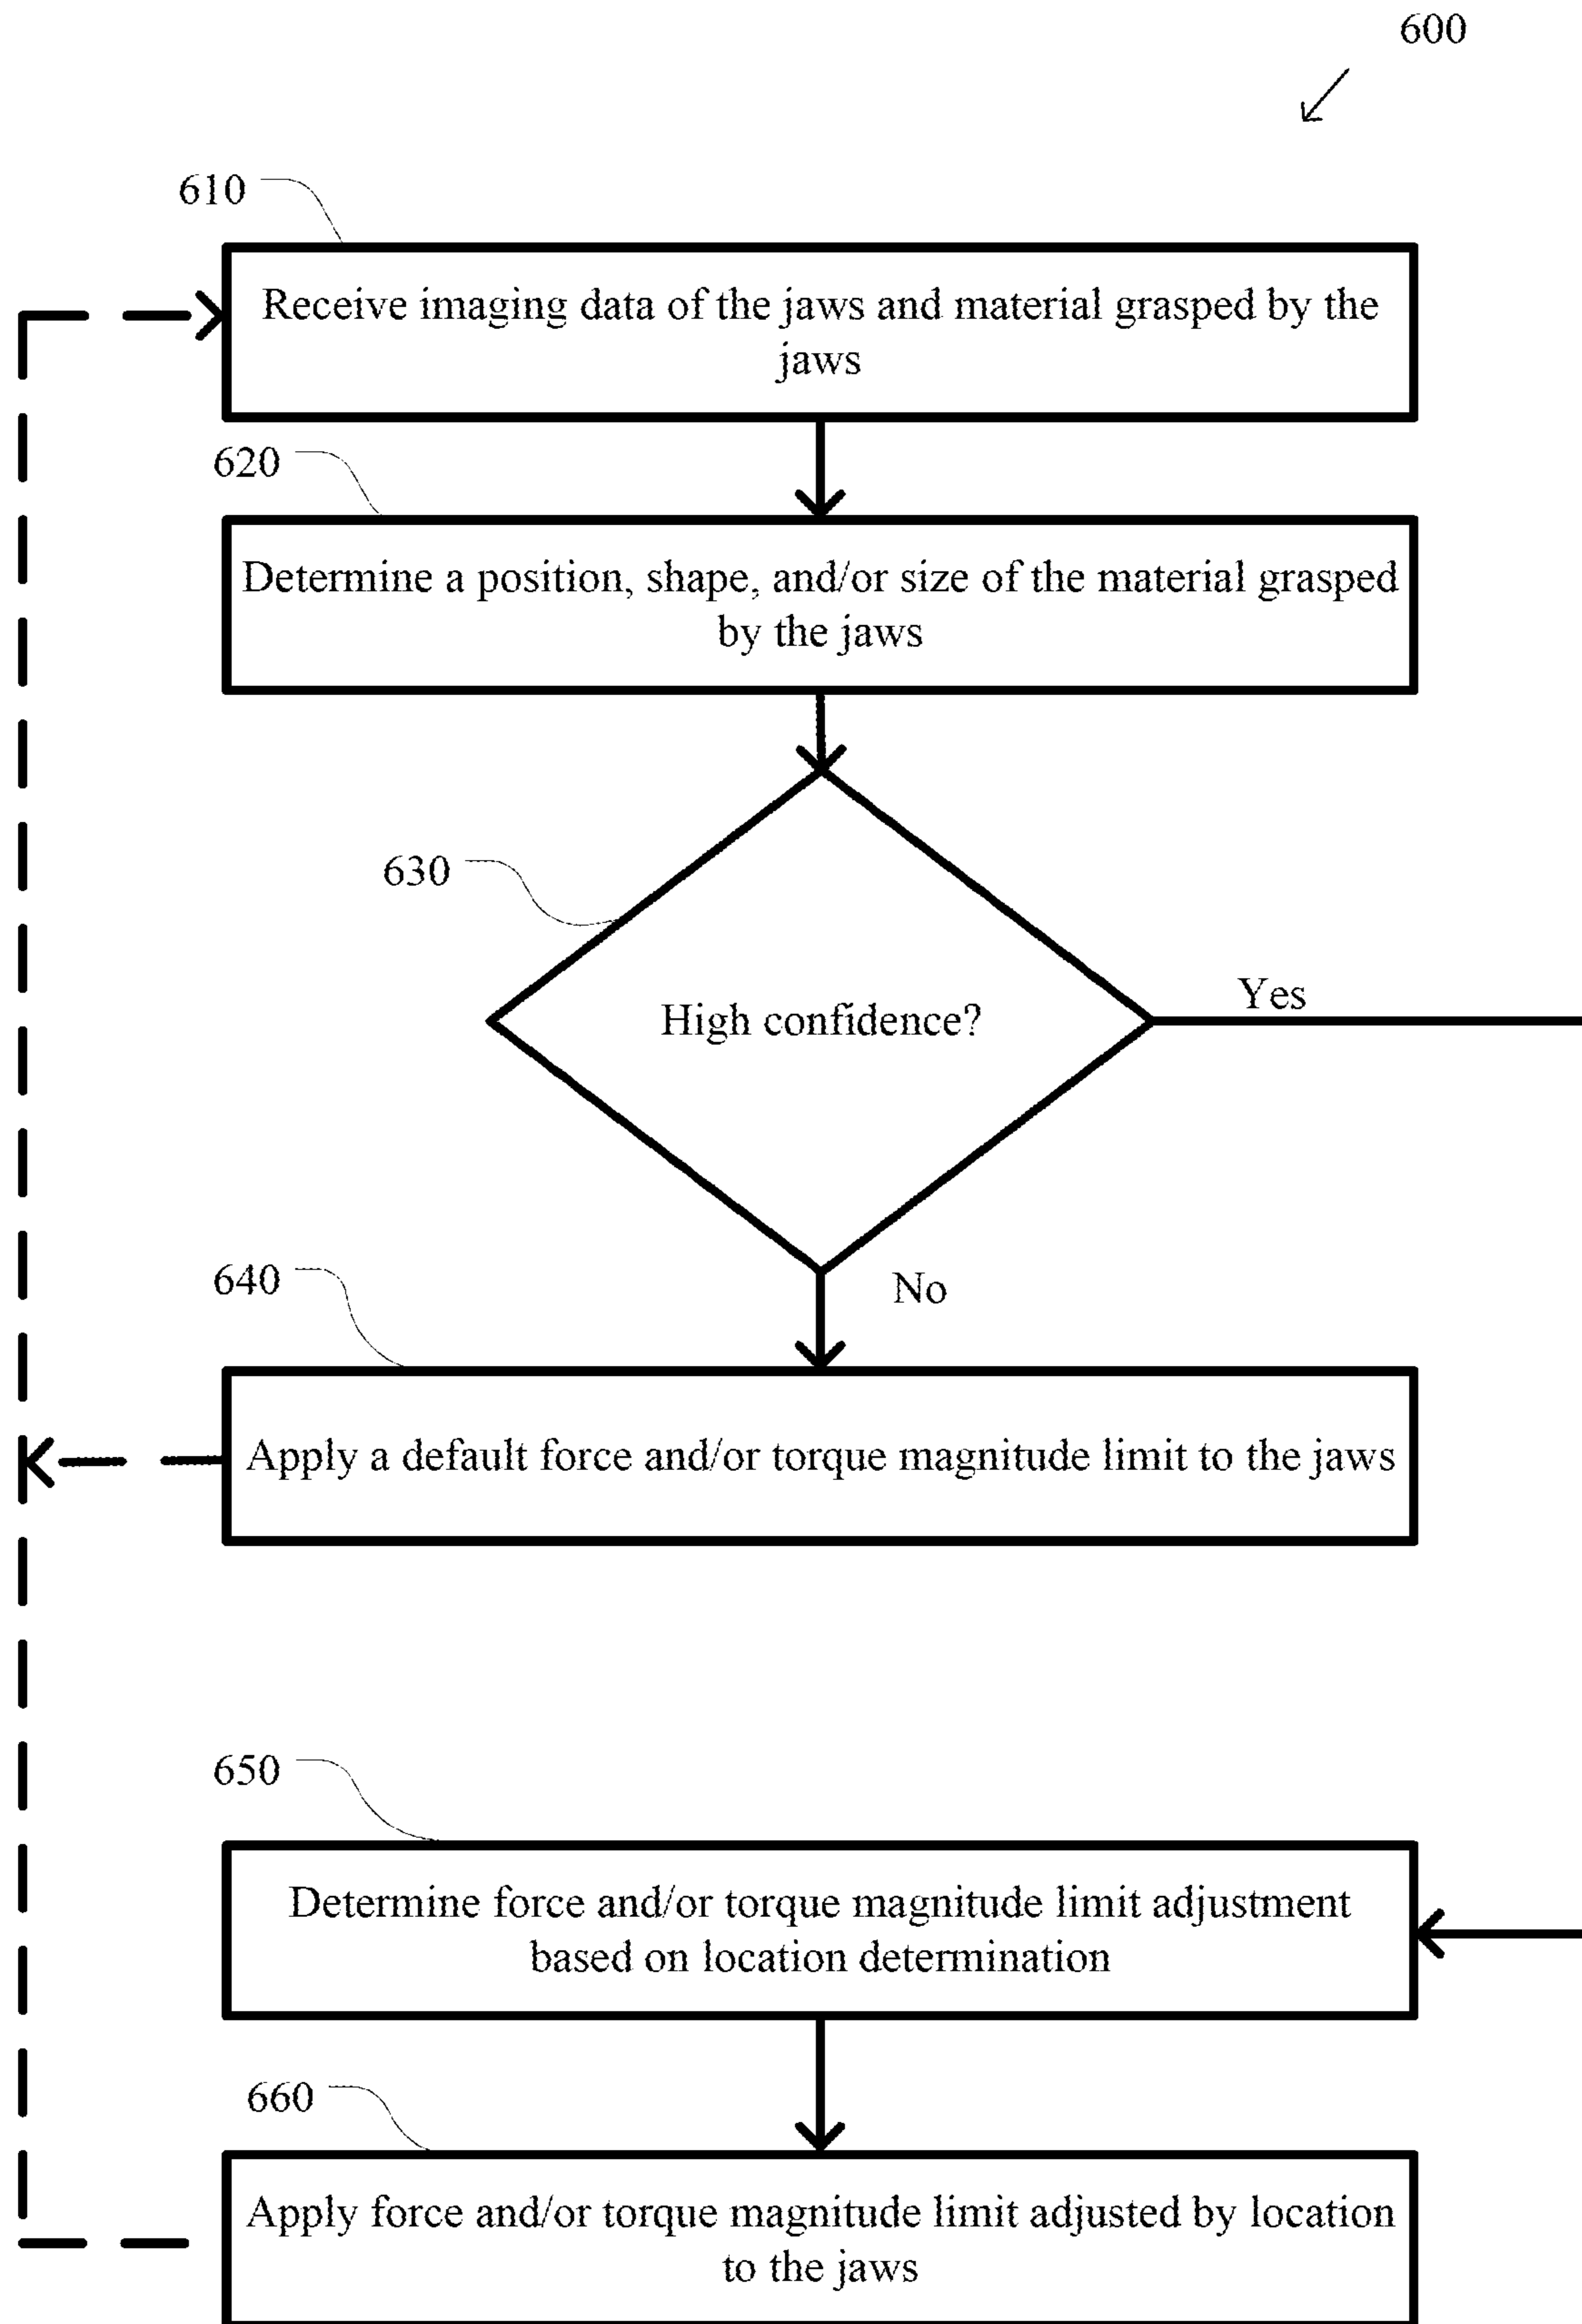 600
610
Receive imaging data of the jaws and material grasped by the
jaws
620
Determine a position, shape, and/or size of the material grasped
by the jaws
630
High confidence?
Yes
No
640
Apply a default force and/or torque magnitude limit to the jaws
650
Determine force and/or torque magnitude limit adjustment
based on location determination
660
Apply force and/or torque magnitude limit adjusted by location
to the jaws